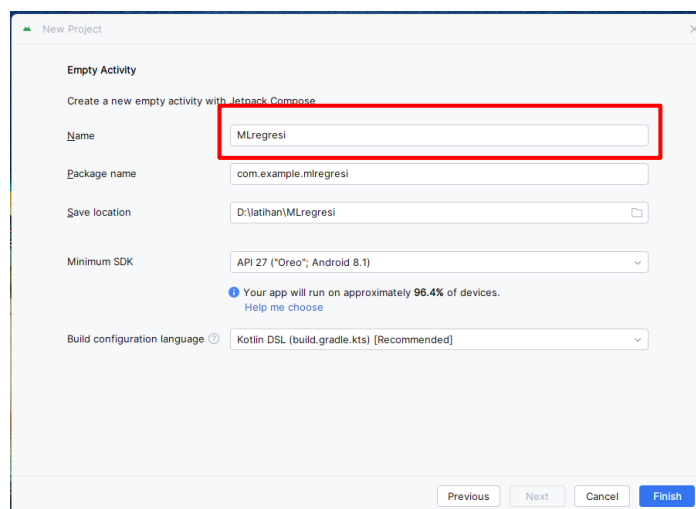 New Project
Empty Activity
Create a new empty activity with Jetpack Compose
Name MLregresi
Package name com.example.mlregresi
Save location D:\latihan\MLregresi
Minimum SDK API 27 ("Oreo"; Android 8.1)
Your app will run on approximately 96.4% of devices.
Help me choose
Build configuration language Kotlin DSL (build.gradle.kts) [Recommended]
Previous Next Cancel Finish